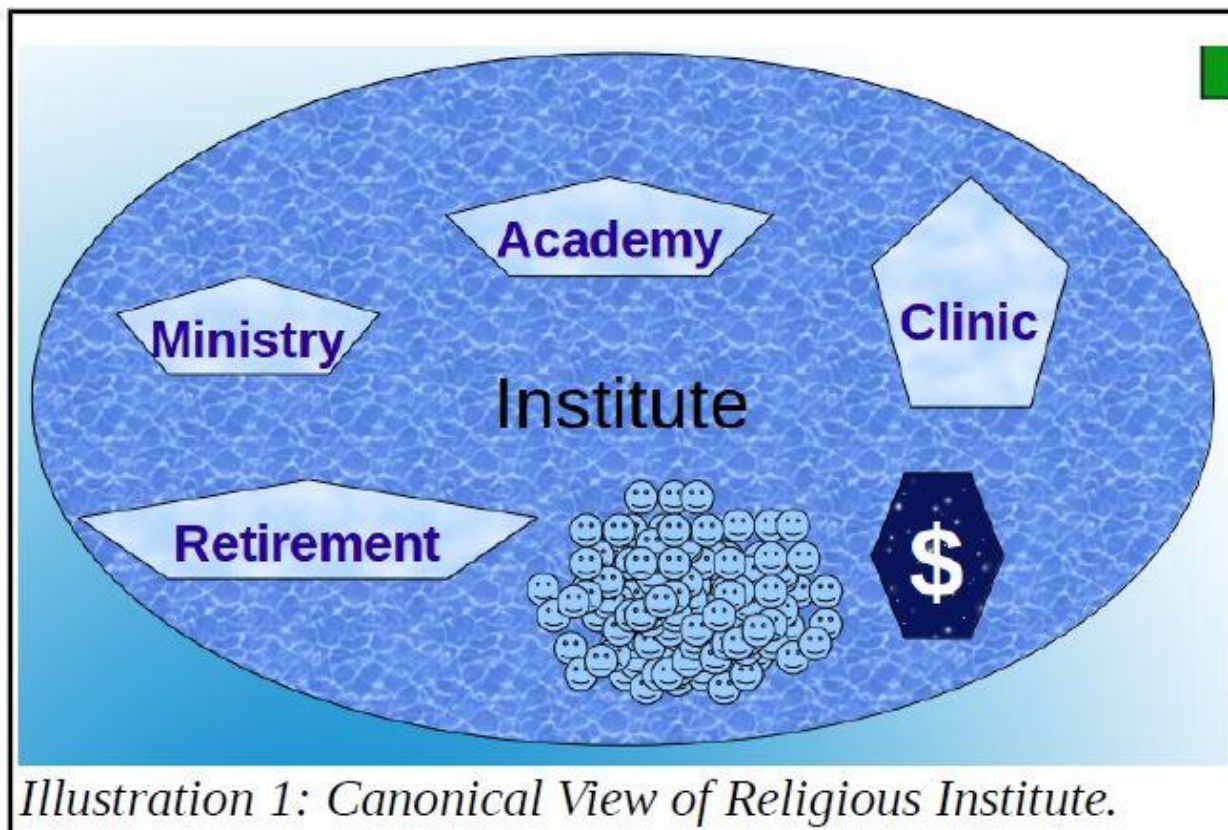 Academy
Ministry
Clinic
Institute
Retirement
$
Illustration 1: Canonical View of Religious Institute.